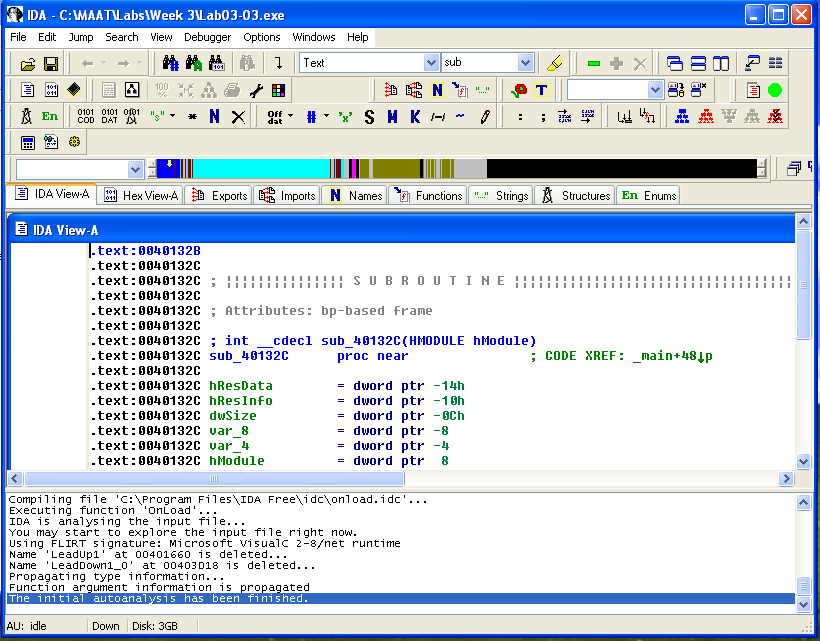 IDA - C:\MAAT\Labs\Week 3\Lab03-03.exe
File Edit Jump Search View Debugger Options Windows Help
Text sub
En
IDA View-A Hex View-A Exports Imports N Names Functions Strings Structures En Enums
IDA View-A
.text:0040132B
.text:0040132C
.text:0040132C ; ¦¦¦¦¦¦¦¦¦¦¦¦¦¦¦ S U B R O U T I N E ¦¦¦¦¦¦¦¦¦¦¦¦¦¦¦¦¦¦¦¦¦¦¦¦¦¦¦¦¦¦¦¦¦¦¦
.text:0040132C
.text:0040132C ; Attributes: bp-based frame
.text:0040132C
.text:0040132C ; int __cdecl sub_40132C(HMODULE hModule)
.text:0040132C sub_40132C proc near ; CODE XREF: _main+48↓p
.text:0040132C
.text:0040132C hResData = dword ptr -14h
.text:0040132C hResInfo = dword ptr -10h
.text:0040132C dwSize = dword ptr -0Ch
.text:0040132C var_8 = dword ptr -8
.text:0040132C var_4 = dword ptr -4
.text:0040132C hModule = dword ptr 8
Compiling file 'C:\Program Files\IDA Free\idc\onload.idc'...
Executing function 'OnLoad'...
IDA is analysing the input file...
You may start to explore the input file right now.
Using FLIRT signature: Microsoft VisualC 2-8/net runtime
Name 'LeadUp1' at 00401660 is deleted...
Name 'LeadDown1_0' at 00403D18 is deleted...
Propagating type information...
Function argument information is propagated
The initial autoanalysis has been finished.
AU: idle Down Disk: 3GB